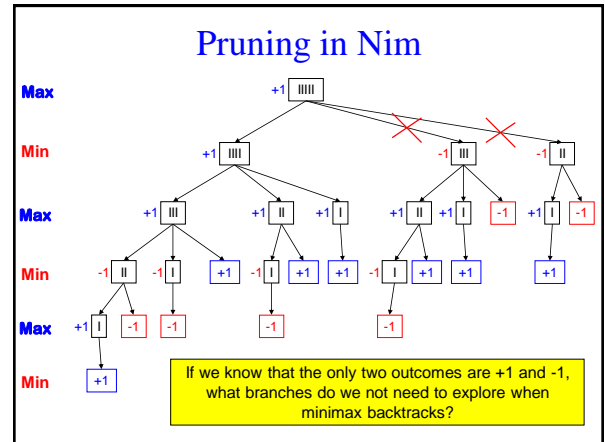 Pruning in Nim
Max +1 IIIII
Min +1 IIII -1 III -1 II
Max +1 III +1 II +1 I +1 II +1 I -1 +1 I -1
Min -1 II -1 I +1 -1 I +1 +1 -1 I +1 +1 +1
Max +1 I -1 -1 -1 -1
Min +1
If we know that the only two outcomes are +1 and -1,
what branches do we not need to explore when
minimax backtracks?